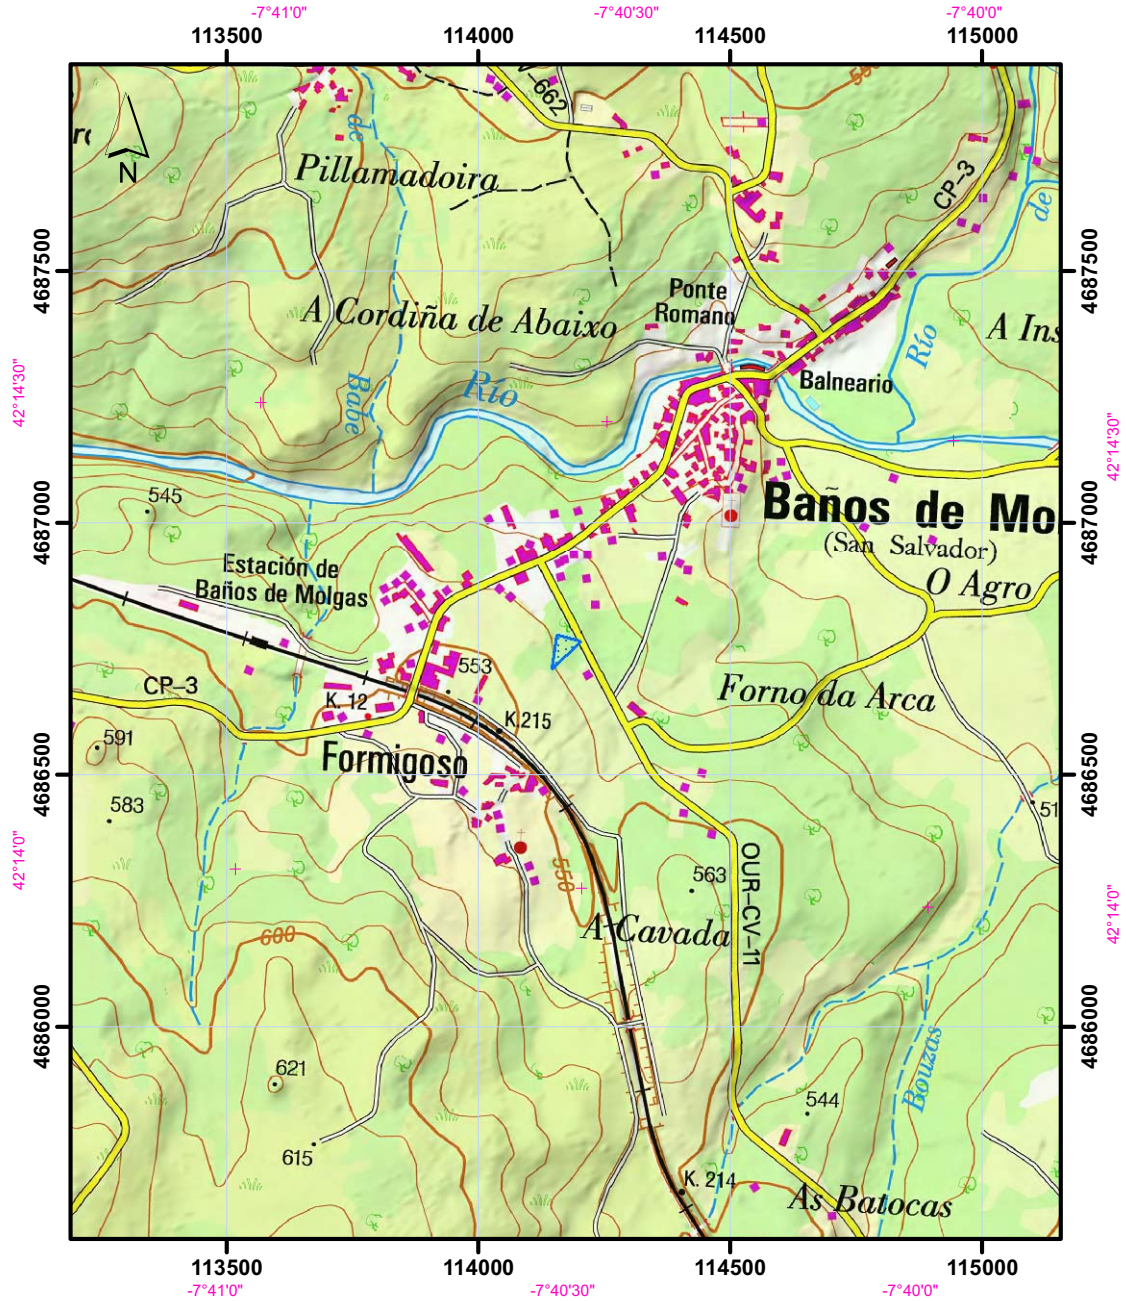 -7°41'0"
-7°40'30"
-7°40'0"
113500
114000
114500
115000
-662
550
de
Pillamadoira
N
CP-3
de
4687500
4687500
Ponte
Romano
A Cordiña de Abaixo
Río
A Ins
Balneario
Río
Babe
42°14'30"
42°14'30"
545
4687000
4687000
Baños de Mo
(San Salvador)
Estación de
Baños de Molgas
O Agro
553
CP-3
K. 12
K. 215
Forno da Arca
591
Formigoso
4686500
4686500
583
51
42°14'0"
42°14'0"
550
563
OUR-CV-11
A Cavada
600
4686000
4686000
621
Bouzas
544
615
K. 214
As Batocas
113500
114000
114500
115000
-7°41'0"
-7°40'30"
-7°40'0"